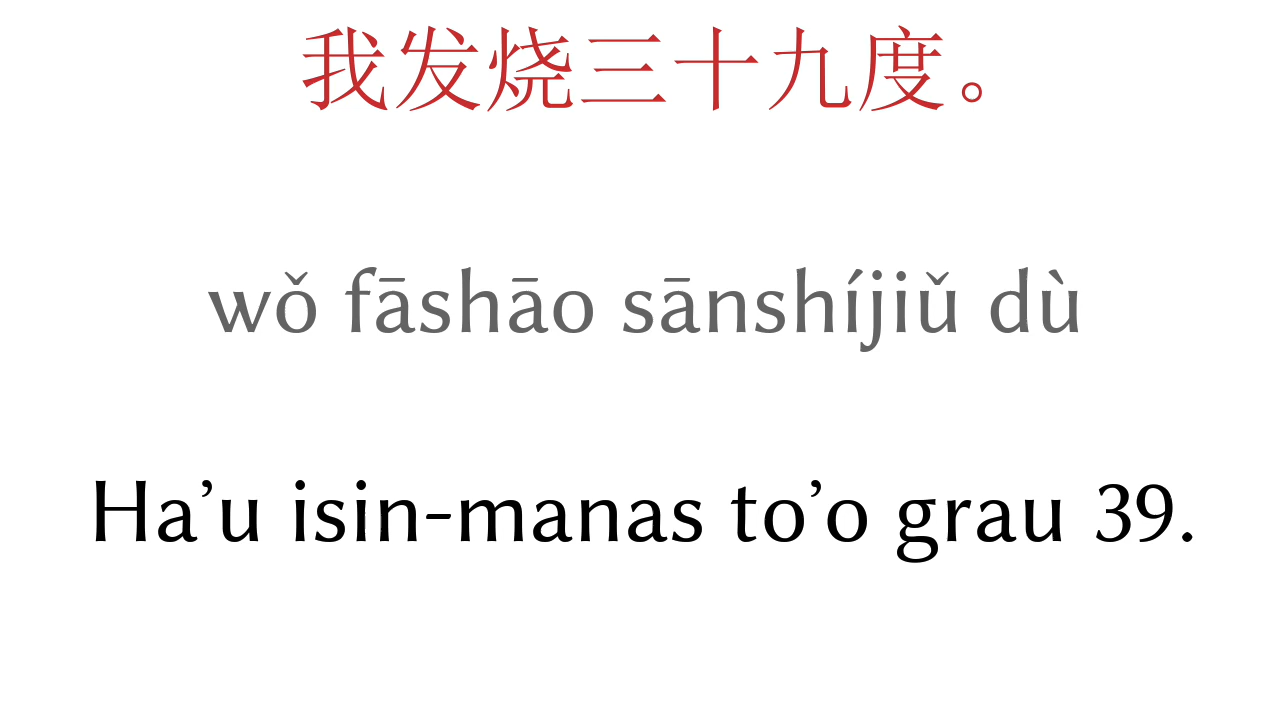 我发烧三十九度。
wǒ fāshāo sānshíjiǔ dù
Ha’u isin-manas to’o grau 39.